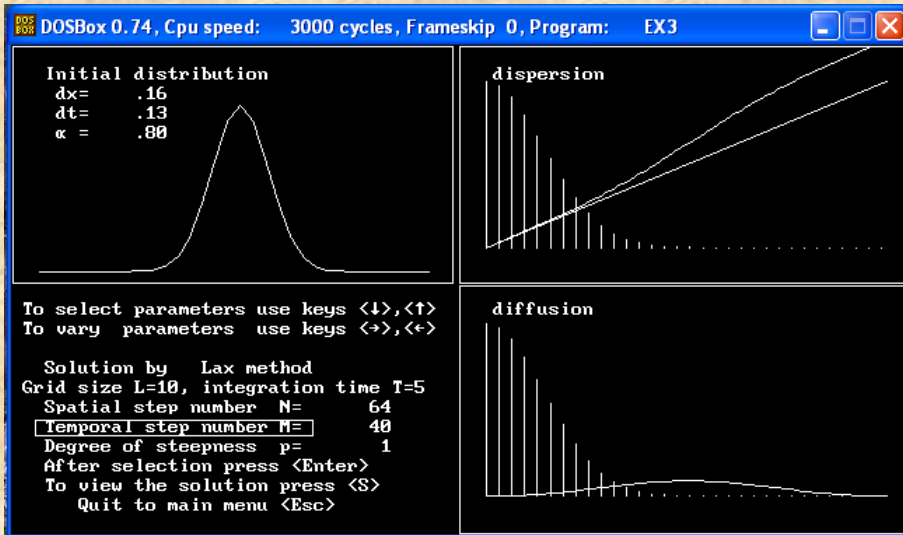 DOSBox 0.74, Cpu speed: 3000 cycles, Frameskip 0, Program: EX3
Initial distribution
dx= .16
dt= .13
α = .80
dispersion
To select parameters use keys <↓>,<↑>
To vary parameters use keys <→>,<←>
Solution by Lax method
Grid size L=10, integration time T=5
Spatial step number N= 64
Temporal step number M= 40
Degree of steepness p= 1
After selection press <Enter>
To view the solution press <S>
Quit to main menu <Esc>
diffusion